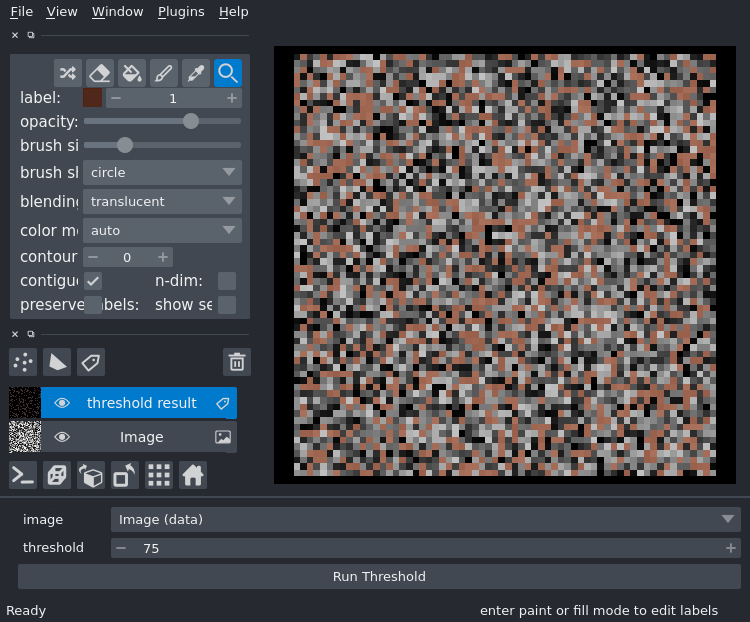 File View Window Plugins Help
label: 1
opacity:
brush si
brush sl circle
blending translucent
color m auto
contour 0
contigu n-dim:
preserve abels: show se
threshold result
Image
image Image (data)
threshold 75
Run Threshold
Ready enter paint or fill mode to edit labels